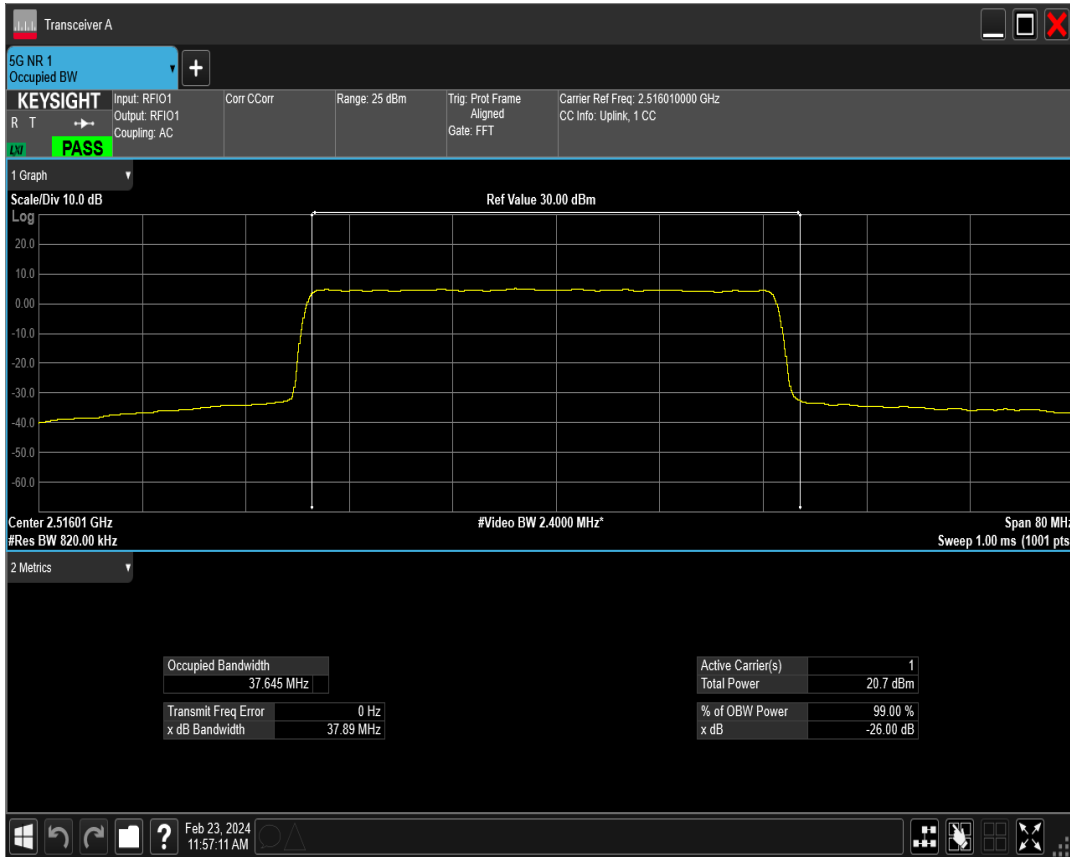 Transceiver A
5G NR 1
Occupied BW
KEYSIGHT
R T
LXI
PASS
Input: RFIO1
Output: RFIO1
Coupling: AC
Corr CCorr
Range: 25 dBm
Trig: Prot Frame
Aligned
Gate: FFT
Carrier Ref Freq: 2.516010000 GHz
CC Info: Uplink, 1 CC
1 Graph
Scale/Div 10.0 dB
Ref Value 30.00 dBm
Log
20.0
10.0
0.00
-10.0
-20.0
-30.0
-40.0
-50.0
-60.0
Center 2.51601 GHz
#Video BW 2.4000 MHz*
Span 80 MHz
#Res BW 820.00 kHz
Sweep 1.00 ms (1001 pts
2 Metrics
Occupied Bandwidth
37.645 MHz
Transmit Freq Error 0 Hz
x dB Bandwidth 37.89 MHz
Active Carrier(s) 1
Total Power 20.7 dBm
% of OBW Power 99.00 %
x dB -26.00 dB
?
Feb 23, 2024
11:57:11 AM